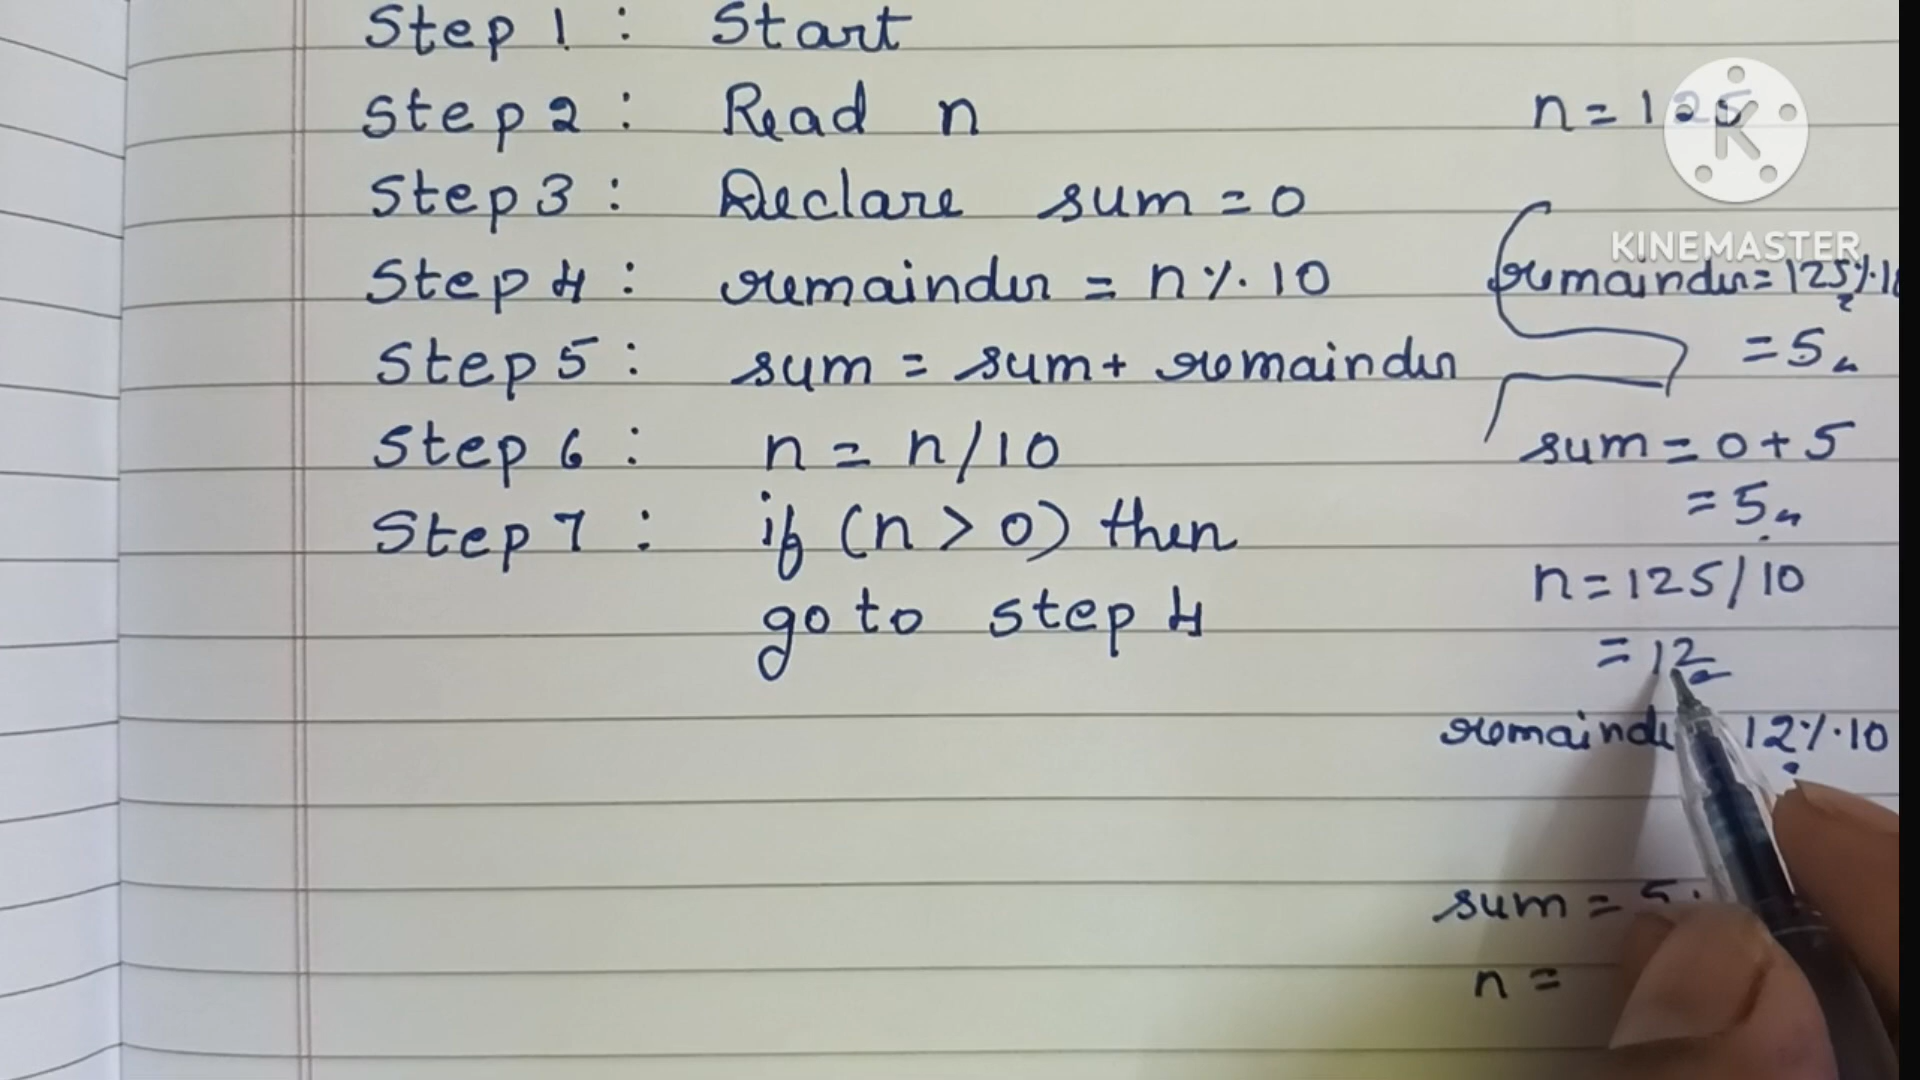 Step 1 : Start
Step 2 : Read n
Step 3 : Declare sum = 0
Step 4 : remainder = n % 10
Step 5 : sum = sum + remainder
Step 6 : n = n/10
Step 7 : if (n > 0) then
go to step 4
n = 125
KINEMASTER
remainder = 125 % 10
= 5
sum = 0 + 5
= 5
n = 125/10
= 12
12 % 10
sum = 5
n =